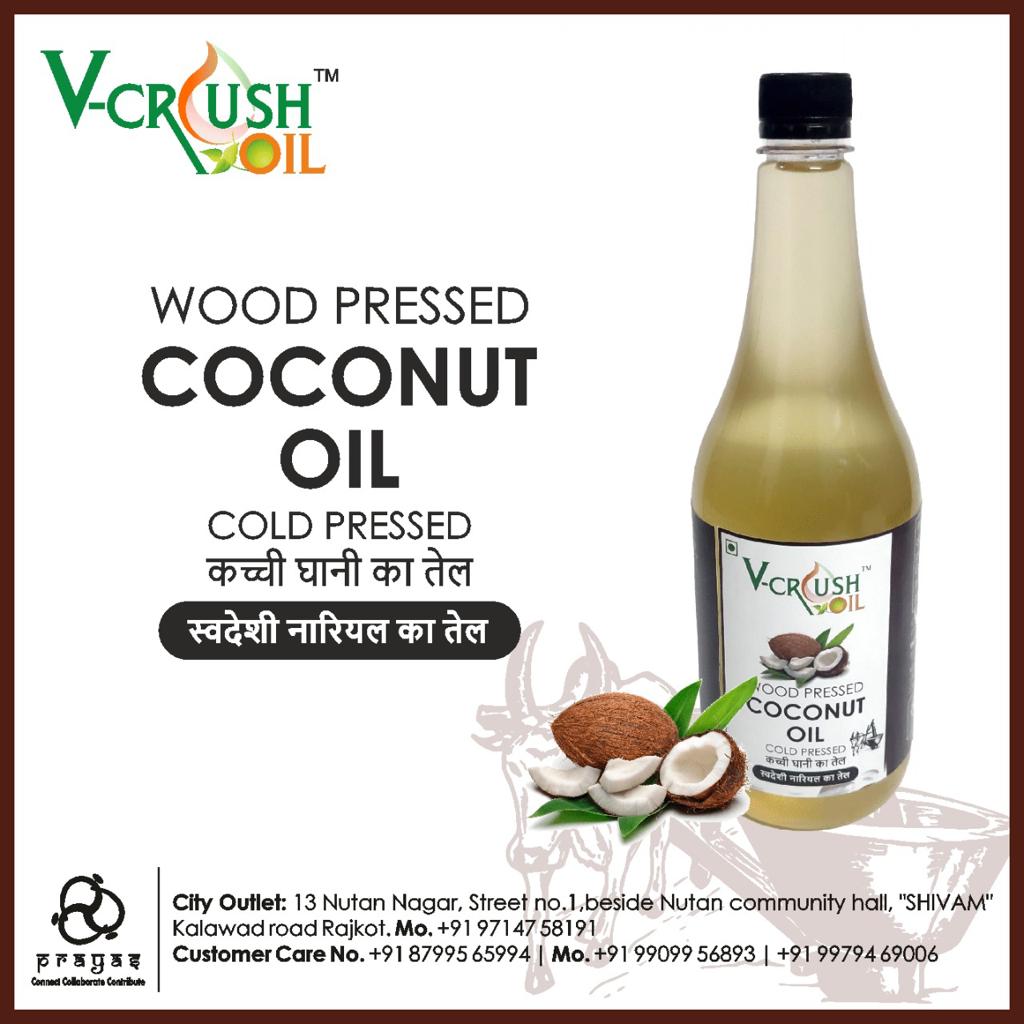 V-CRUSH™
OIL
WOOD PRESSED
COCONUT
OIL
COLD PRESSED
कच्ची घानी का तेल
स्वदेशी नारियल का तेल
V-CRUSH™
OIL
WOOD PRESSED
COCONUT
OIL
COLD PRESSED
कच्ची घानी का तेल
स्वदेशी नारियल का तेल
prayas
Connect Collaborate Contribute
City Outlet: 13 Nutan Nagar, Street no.1,beside Nutan community hall, "SHIVAM"
Kalawad road Rajkot. Mo. +91 97147 58191
Customer Care No. +91 87995 65994 | Mo. +91 99099 56893 | +91 99794 69006